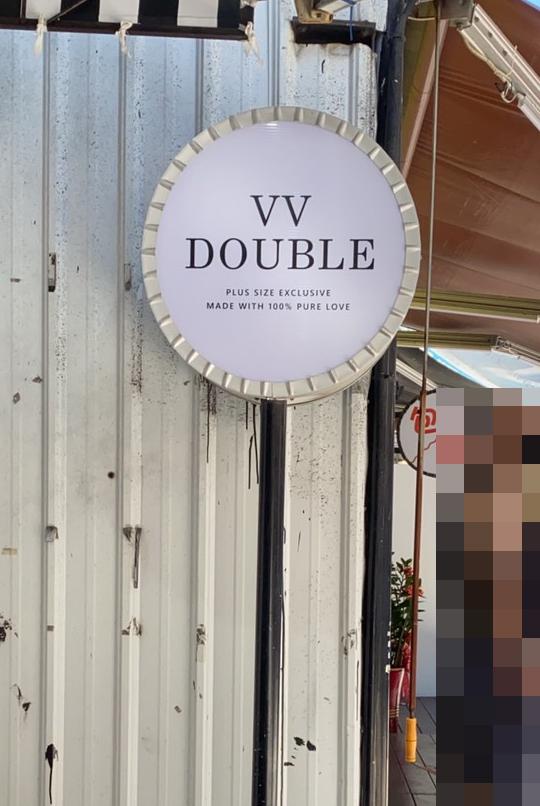 VV
DOUBLE
PLUS SIZE EXCLUSIVE
MADE WITH 100% PURE LOVE